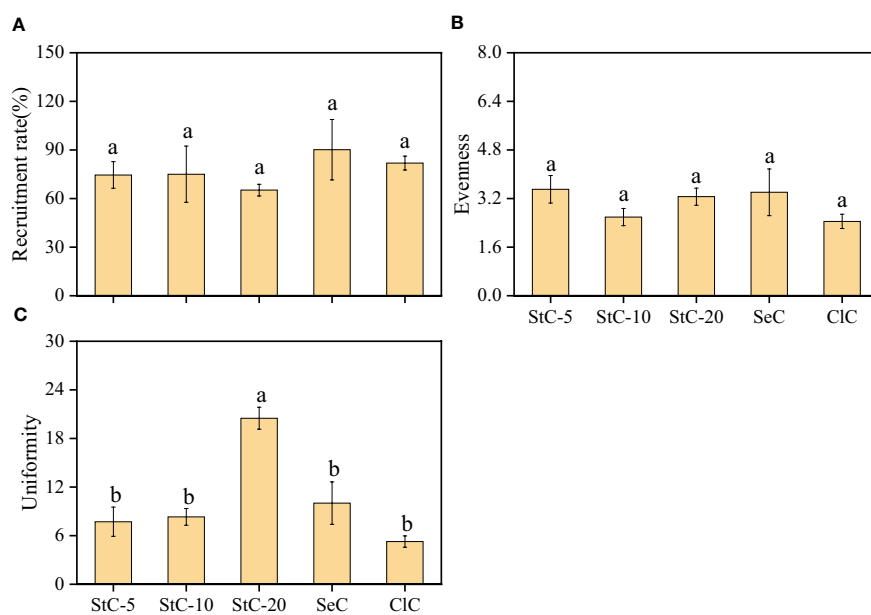 A
B
150
120
90
60
30
0
Recruitment rate(%)
a
a
a
a
a
8.0
6.4
4.8
3.2
1.6
0.0
Evenness
a
a
a
a
a
StC-5
StC-10
StC-20
SeC
ClC
C
30
24
18
12
6
0
Uniformity
b
b
a
b
b
StC-5
StC-10
StC-20
SeC
ClC